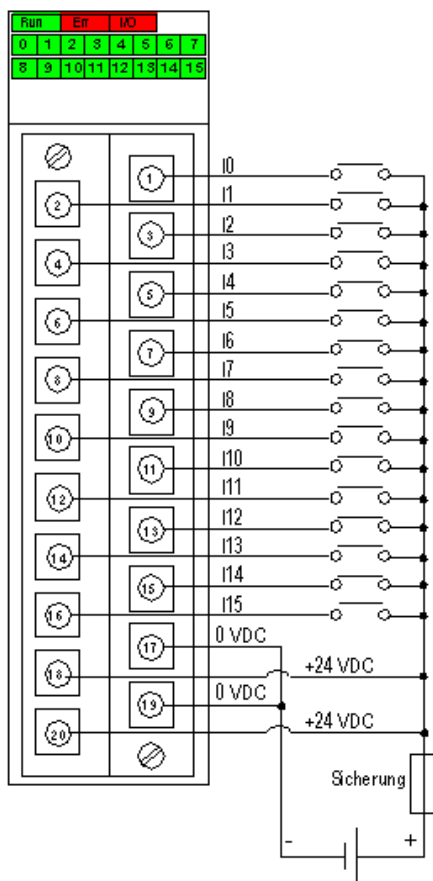 Run Err I/O
0 1 2 3 4 5 6 7
8 9 10 11 12 13 14 15
1 I0
2 I1
3 I2
4 I3
5 I4
6 I5
7 I6
8 I7
9 I8
10 I9
11 I10
12 I11
13 I12
14 I13
15 I14
16 I15
17 0 VDC
18 +24 VDC
19 0 VDC
20 +24 VDC
Sicherung
- +